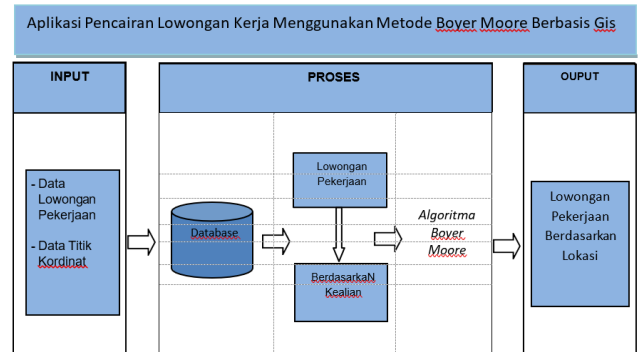 Aplikasi Pencairan Lowongan Kerja Menggunakan Metode Boyer Moore Berbasis Gis
INPUT
PROSES
OUPUT
- Data
Lowongan
Pekerjaan
- Data Titik
Kordinat
Database
Lowongan
Pekerjaan
BerdasarkaN
Kealian
Algoritma
Boyer
Moore
Lowongan
Pekerjaan
Berdasarkan
Lokasi